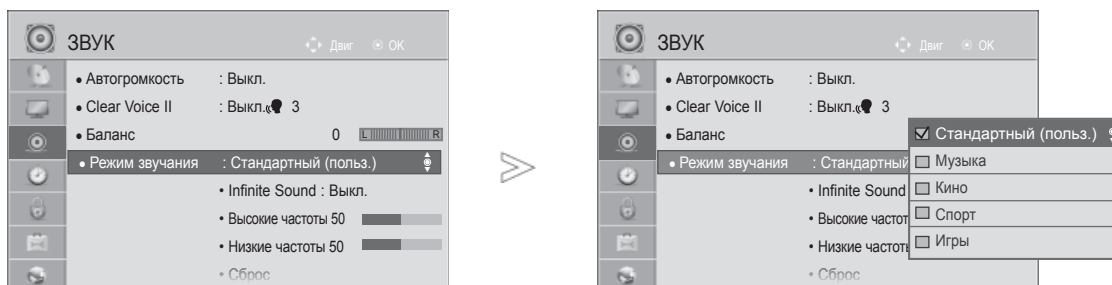 ЗВУК
Двиг OK
• Автогромкость : Выкл.
• Clear Voice II : Выкл. 3
• Баланс 0 L R
• Режим звучания : Стандартный (польз.)
• Infinite Sound : Выкл.
• Высокие частоты 50
• Низкие частоты 50
• Сброс
ЗВУК
Двиг OK
• Автогромкость : Выкл.
• Clear Voice II : Выкл. 3
• Баланс
• Режим звучания : Стандартный
• Infinite Sound
• Высокие частот
• Низкие частоты
• Сброс
Стандартный (польз.)
Музыка
Кино
Спорт
Игры